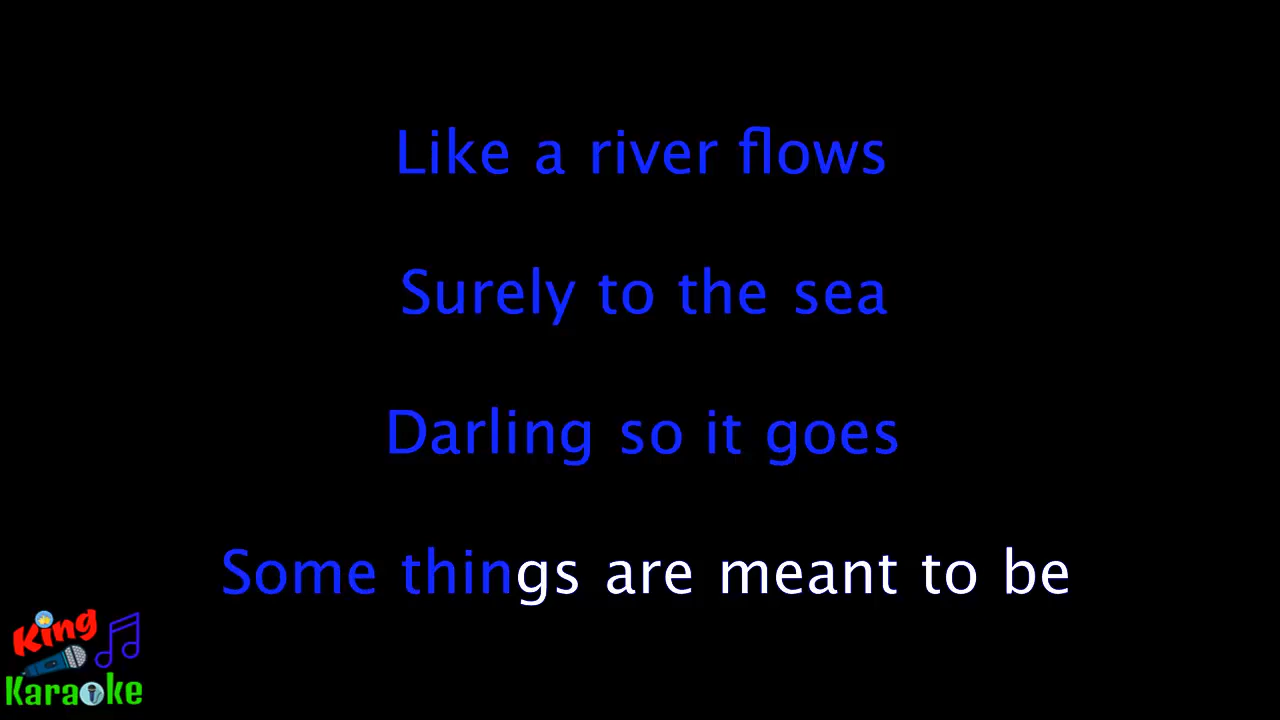 Like a river flows
Surely to the sea
Darling so it goes
Some things are meant to be
King
Karaoke